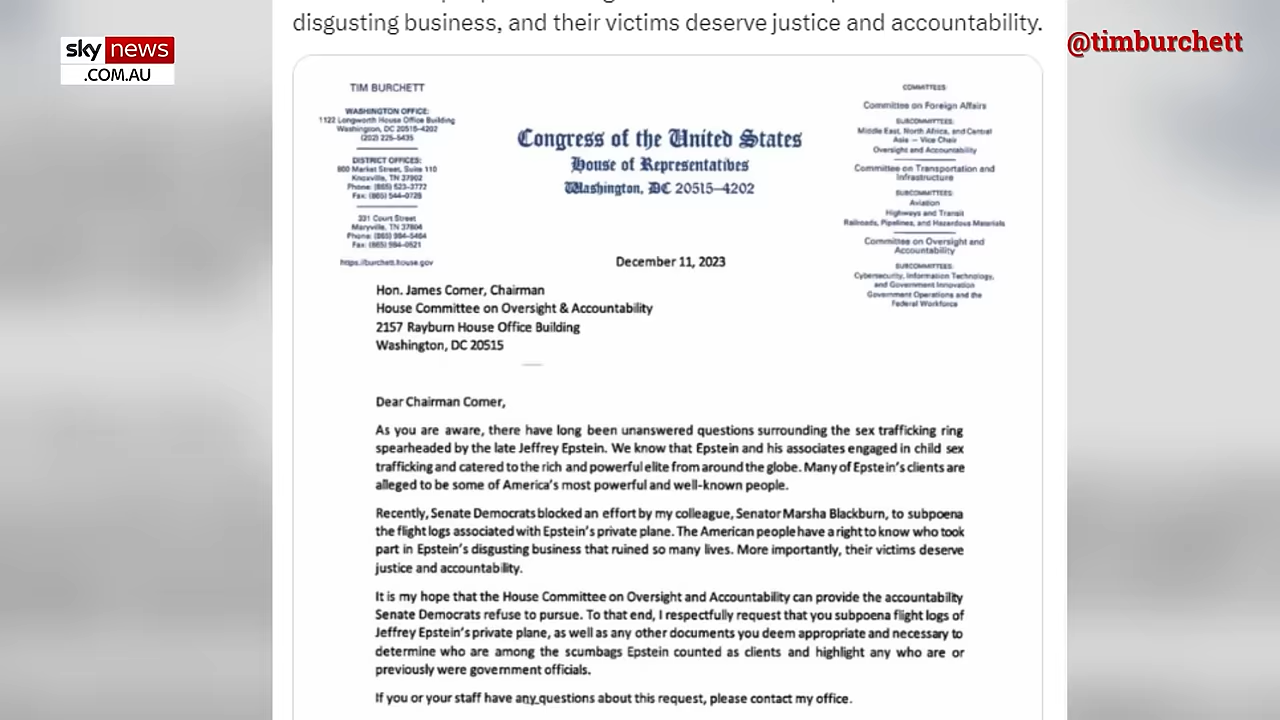 disgusting business, and their victims deserve justice and accountability.
sky news
.COM.AU
@timburchett
TIM BURCHETT
WASHINGTON OFFICE:
1122 Longworth House Office Building
Washington, DC 20515-4202
(202) 225-5435
DISTRICT OFFICES:
800 Market Street, Suite 110
Knoxville, TN 37902
Phone: (865) 523-3772
Fax: (865) 544-0728
331 Court Street
Maryville, TN 37804
Phone: (865) 984-5464
Fax: (865) 984-0521
https://burchett.house.gov
Congress of the United States
House of Representatives
Washington, DC 20515-4202
COMMITTEES:
Committee on Foreign Affairs
SUBCOMMITTEES:
Middle East, North Africa, and Central
Asia – Vice Chair
Oversight and Accountability
Committee on Transportation and
Infrastructure
SUBCOMMITTEES:
Aviation
Highways and Transit
Railroads, Pipelines, and Hazardous Materials
Committee on Oversight and
Accountability
SUBCOMMITTEES:
Cybersecurity, Information Technology,
and Government Innovation
Government Operations and the
Federal Workforce
December 11, 2023
Hon. James Comer, Chairman
House Committee on Oversight & Accountability
2157 Rayburn House Office Building
Washington, DC 20515
Dear Chairman Comer,
As you are aware, there have long been unanswered questions surrounding the sex trafficking ring
spearheaded by the late Jeffrey Epstein. We know that Epstein and his associates engaged in child sex
trafficking and catered to the rich and powerful elite from around the globe. Many of Epstein's clients are
alleged to be some of America's most powerful and well-known people.
Recently, Senate Democrats blocked an effort by my colleague, Senator Marsha Blackburn, to subpoena
the flight logs associated with Epstein's private plane. The American people have a right to know who took
part in Epstein's disgusting business that ruined so many lives. More importantly, their victims deserve
justice and accountability.
It is my hope that the House Committee on Oversight and Accountability can provide the accountability
Senate Democrats refuse to pursue. To that end, I respectfully request that you subpoena flight logs of
Jeffrey Epstein's private plane, as well as any other documents you deem appropriate and necessary to
determine who are among the scumbags Epstein counted as clients and highlight any who are or
previously were government officials.
If you or your staff have any questions about this request, please contact my office.